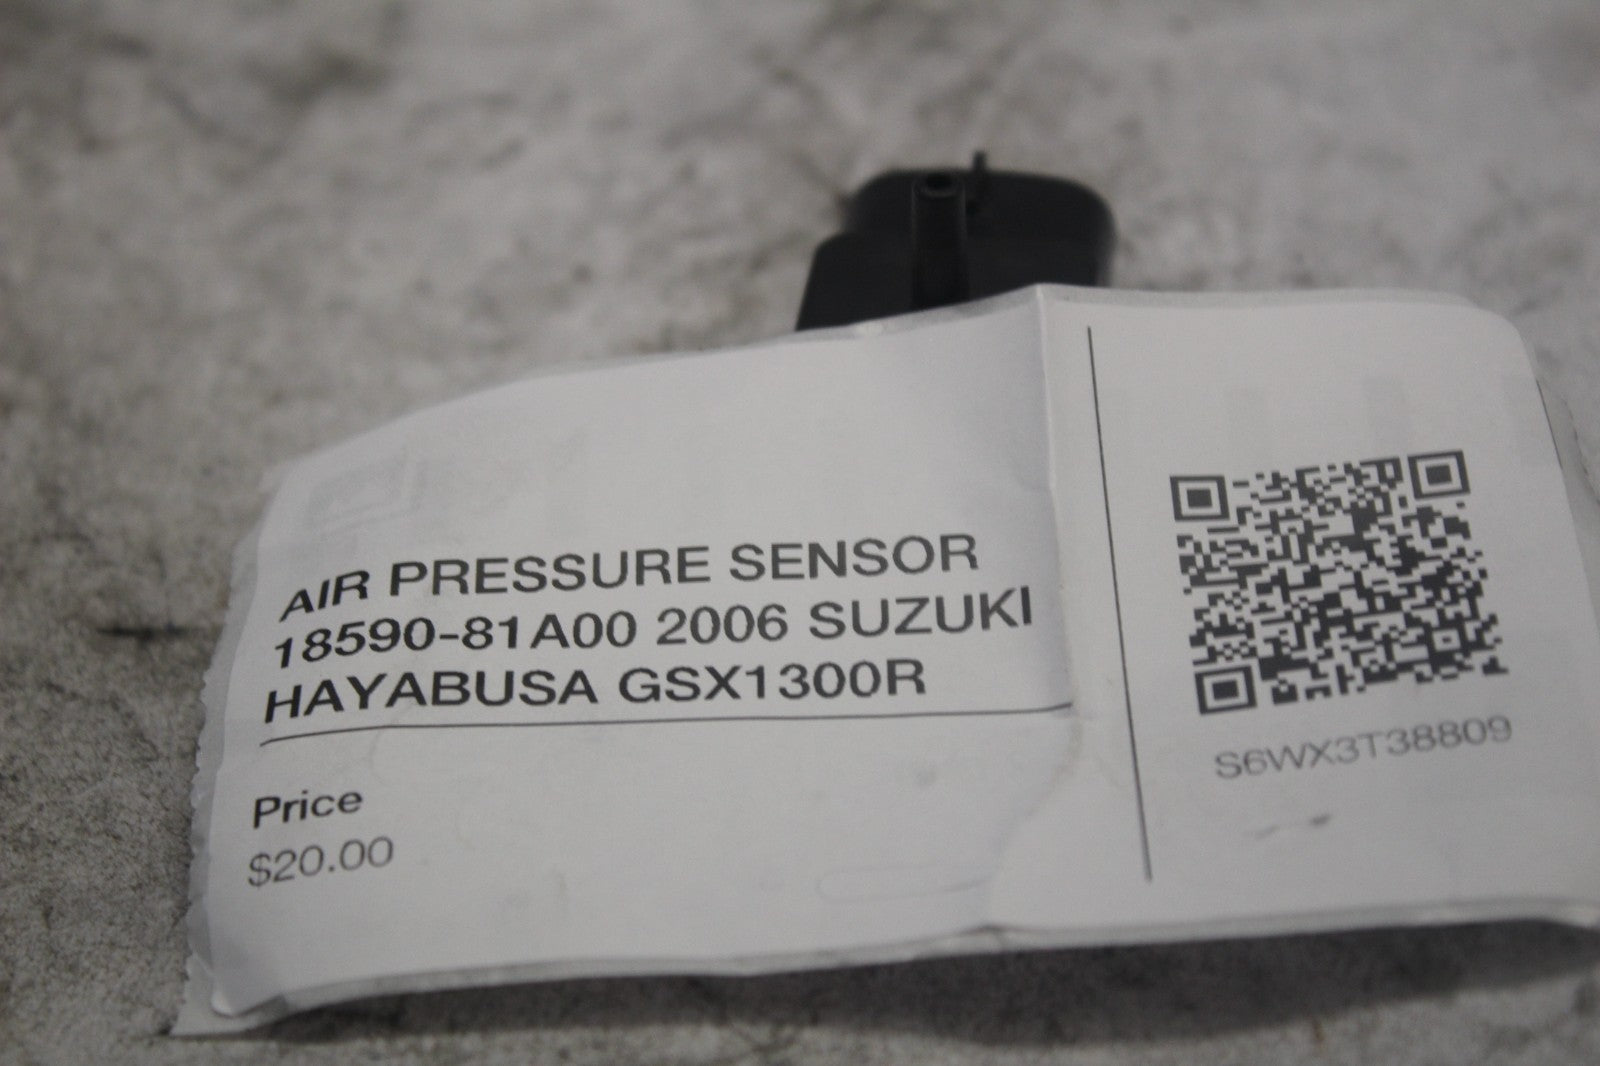 AIR PRESSURE SENSOR
18590-81A00 2006 SUZUKI
HAYABUSA GSX1300R
Price
$20.00
S6WX3T38809